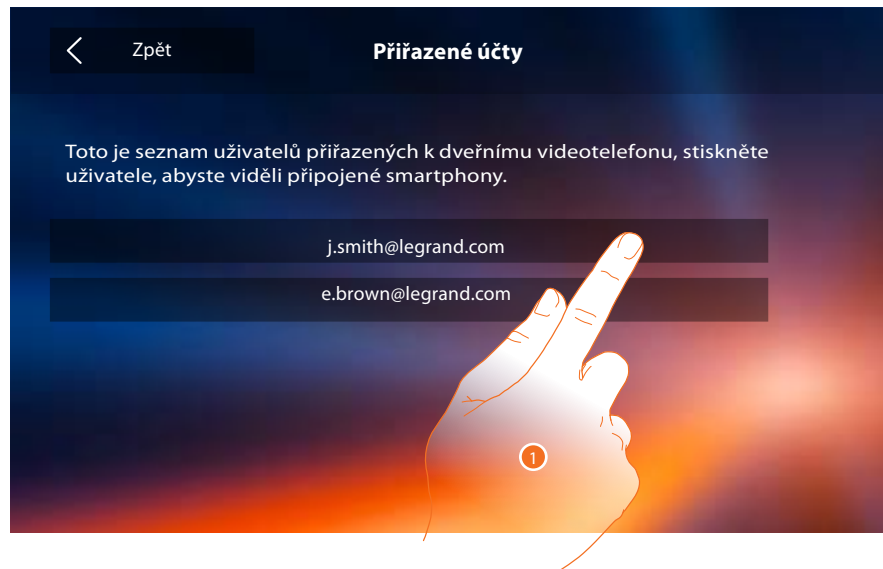 Zpět
Přiřazené účty
Toto je seznam uživatelů přiřazených k dveřnímu videotelefonu, stiskněte
uživatele, abyste viděli připojené smartphony.
j.smith@legrand.com
e.brown@legrand.com
1